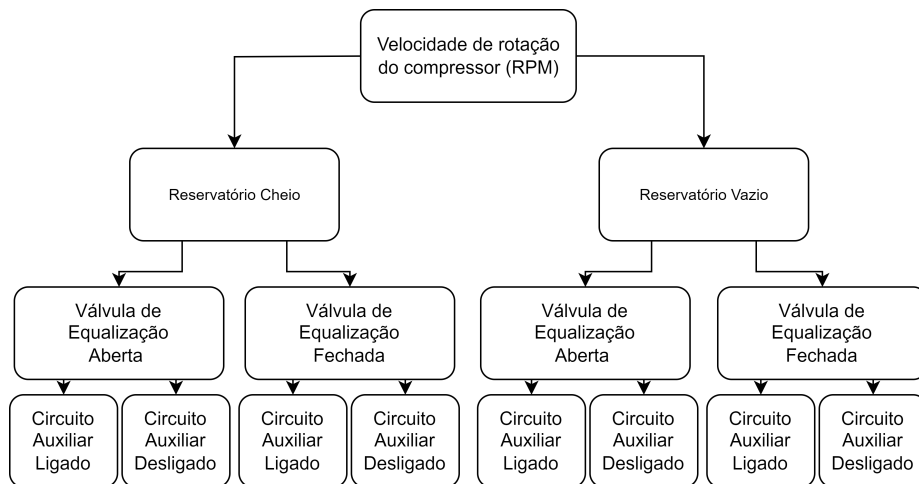 Velocidade de rotação
do compressor (RPM)
Reservatório Cheio
Reservatório Vazio
Válvula de
Equalização
Aberta
Válvula de
Equalização
Fechada
Válvula de
Equalização
Aberta
Válvula de
Equalização
Fechada
Circuito
Auxiliar
Ligado
Circuito
Auxiliar
Desligado
Circuito
Auxiliar
Ligado
Circuito
Auxiliar
Desligado
Circuito
Auxiliar
Ligado
Circuito
Auxiliar
Desligado
Circuito
Auxiliar
Ligado
Circuito
Auxiliar
Desligado